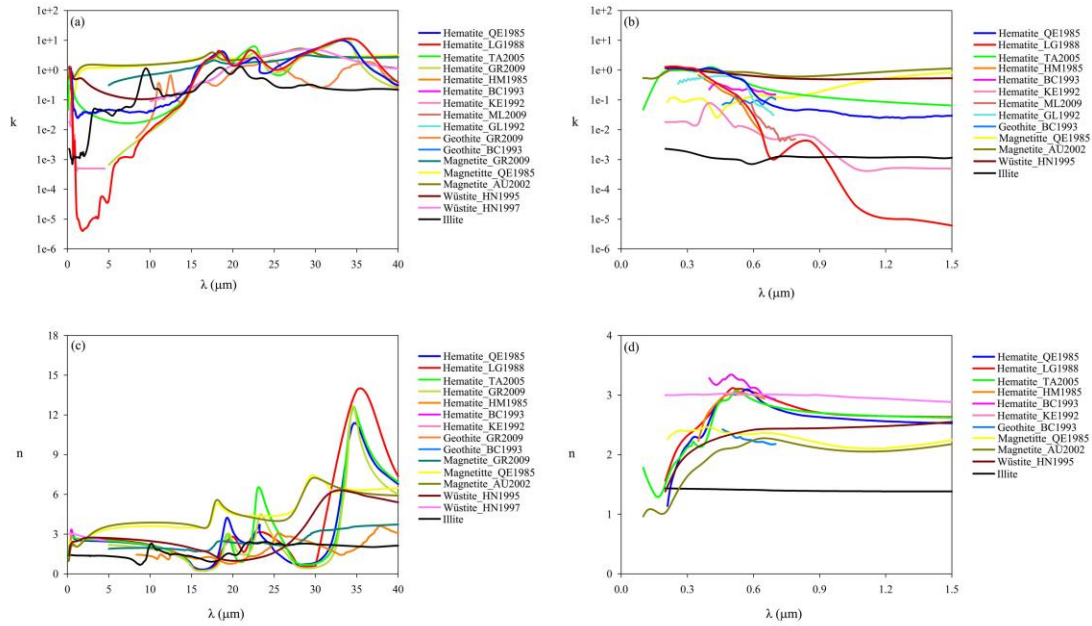 (a)
1e+2
1e+1
1e+0
1e-1
1e-2
1e-3
1e-4
1e-5
1e-6
k
0 5 10 15 20 25 30 35 40
λ (μm)
Hematite_QE1985
Hematite_LG1988
Hematite_TA2005
Hematite_GR2009
Hematite_HM1985
Hematite_BC1993
Hematite_KE1992
Hematite_ML2009
Hematite_GL1992
Geothite_GR2009
Geothite_BC1993
Magnetite_GR2009
Magnetitte_QE1985
Magnetite_AU2002
Wüstite_HN1995
Wüstite_HN1997
Illite
(b)
1e+2
1e+1
1e+0
1e-1
1e-2
1e-3
1e-4
1e-5
1e-6
k
0.0 0.3 0.6 0.9 1.2 1.5
λ (μm)
Hematite_QE1985
Hematite_LG1988
Hematite_TA2005
Hematite_HM1985
Hematite_BC1993
Hematite_KE1992
Hematite_ML2009
Hematite_GL1992
Geothite_BC1993
Magnetitte_QE1985
Magnetite_AU2002
Wüstite_HN1995
Illite
(c)
18
15
12
9
6
3
0
n
0 5 10 15 20 25 30 35 40
λ (μm)
Hematite_QE1985
Hematite_LG1988
Hematite_TA2005
Hematite_GR2009
Hematite_HM1985
Hematite_BC1993
Hematite_KE1992
Geothite_GR2009
Geothite_BC1993
Magnetite_GR2009
Magnetitte_QE1985
Magnetite_AU2002
Wüstite_HN1995
Wüstite_HN1997
Illite
(d)
4
3
2
1
0
n
0.0 0.3 0.6 0.9 1.2 1.5
λ (μm)
Hematite_QE1985
Hematite_LG1988
Hematite_TA2005
Hematite_HM1985
Hematite_BC1993
Hematite_KE1992
Geothite_BC1993
Magnetitte_QE1985
Magnetite_AU2002
Wüstite_HN1995
Illite